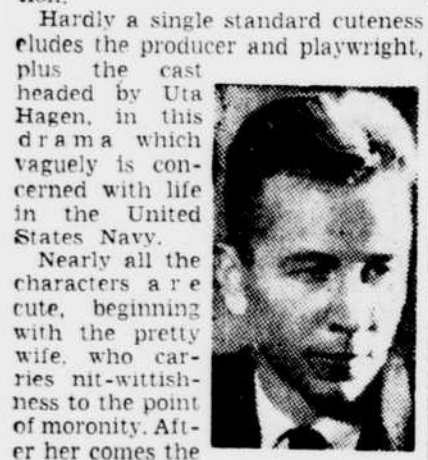 tion.
Hardly a single standard cuteness
eludes the producer and playwright,
plus the cast
headed by Uta
Hagen, in this
drama which
vaguely is con-
cerned with life
in the United
States Navy.
Nearly all the
characters are
cute, beginning
with the pretty
wife, who car-
ries nit-wittish-
ness to the point
of moronity. Aft-
er her comes the